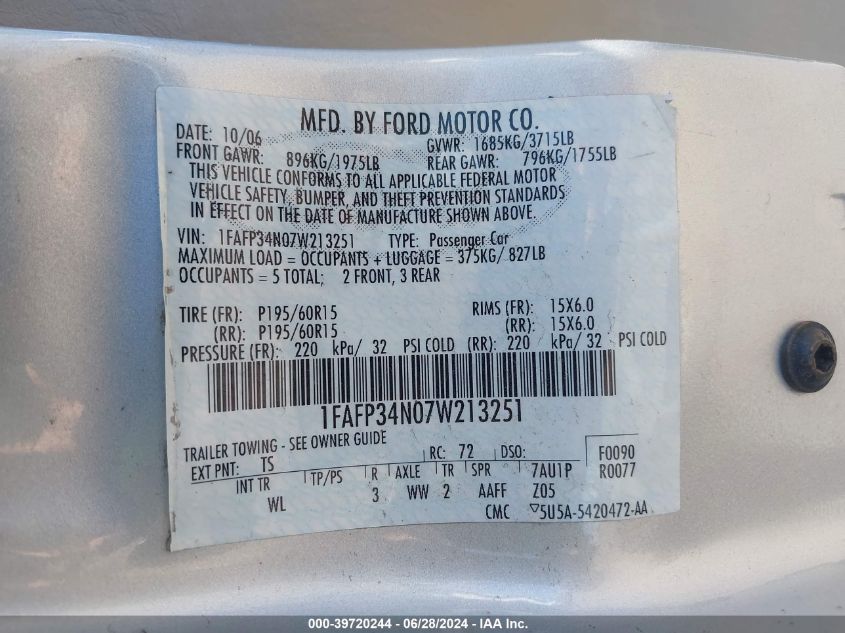 MFD. BY FORD MOTOR CO.
DATE: 10/06 GVWR: 1685KG/3715LB
FRONT GAWR: 896KG/1975LB REAR GAWR: 796KG/1755LB
THIS VEHICLE CONFORMS TO ALL APPLICABLE FEDERAL MOTOR
VEHICLE SAFETY, BUMPER, AND THEFT PREVENTION STANDARDS
IN EFFECT ON THE DATE OF MANUFACTURE SHOWN ABOVE.
VIN: 1FAFP34N07W213251 TYPE: Passenger Car
MAXIMUM LOAD = OCCUPANTS + LUGGAGE = 375KG/ 827LB
OCCUPANTS = 5 TOTAL; 2 FRONT, 3 REAR
TIRE (FR): P195/60R15 RIMS (FR): 15X6.0
(RR): P195/60R15 (RR): 15X6.0
PRESSURE (FR): 220 kPa/ 32 PSI COLD (RR): 220 kPa/ 32 PSI COLD
1FAFP34N07W213251
TRAILER TOWING - SEE OWNER GUIDE
EXT PNT: TS RC: 72 DSO: F0090
INT TR TP/PS R AXLE TR SPR 7AU1P R0077
WL 3 WW 2 AAFF Z05
CMC ▽5U5A-5420472-AA
000-39720244 - 06/28/2024 - IAA Inc.